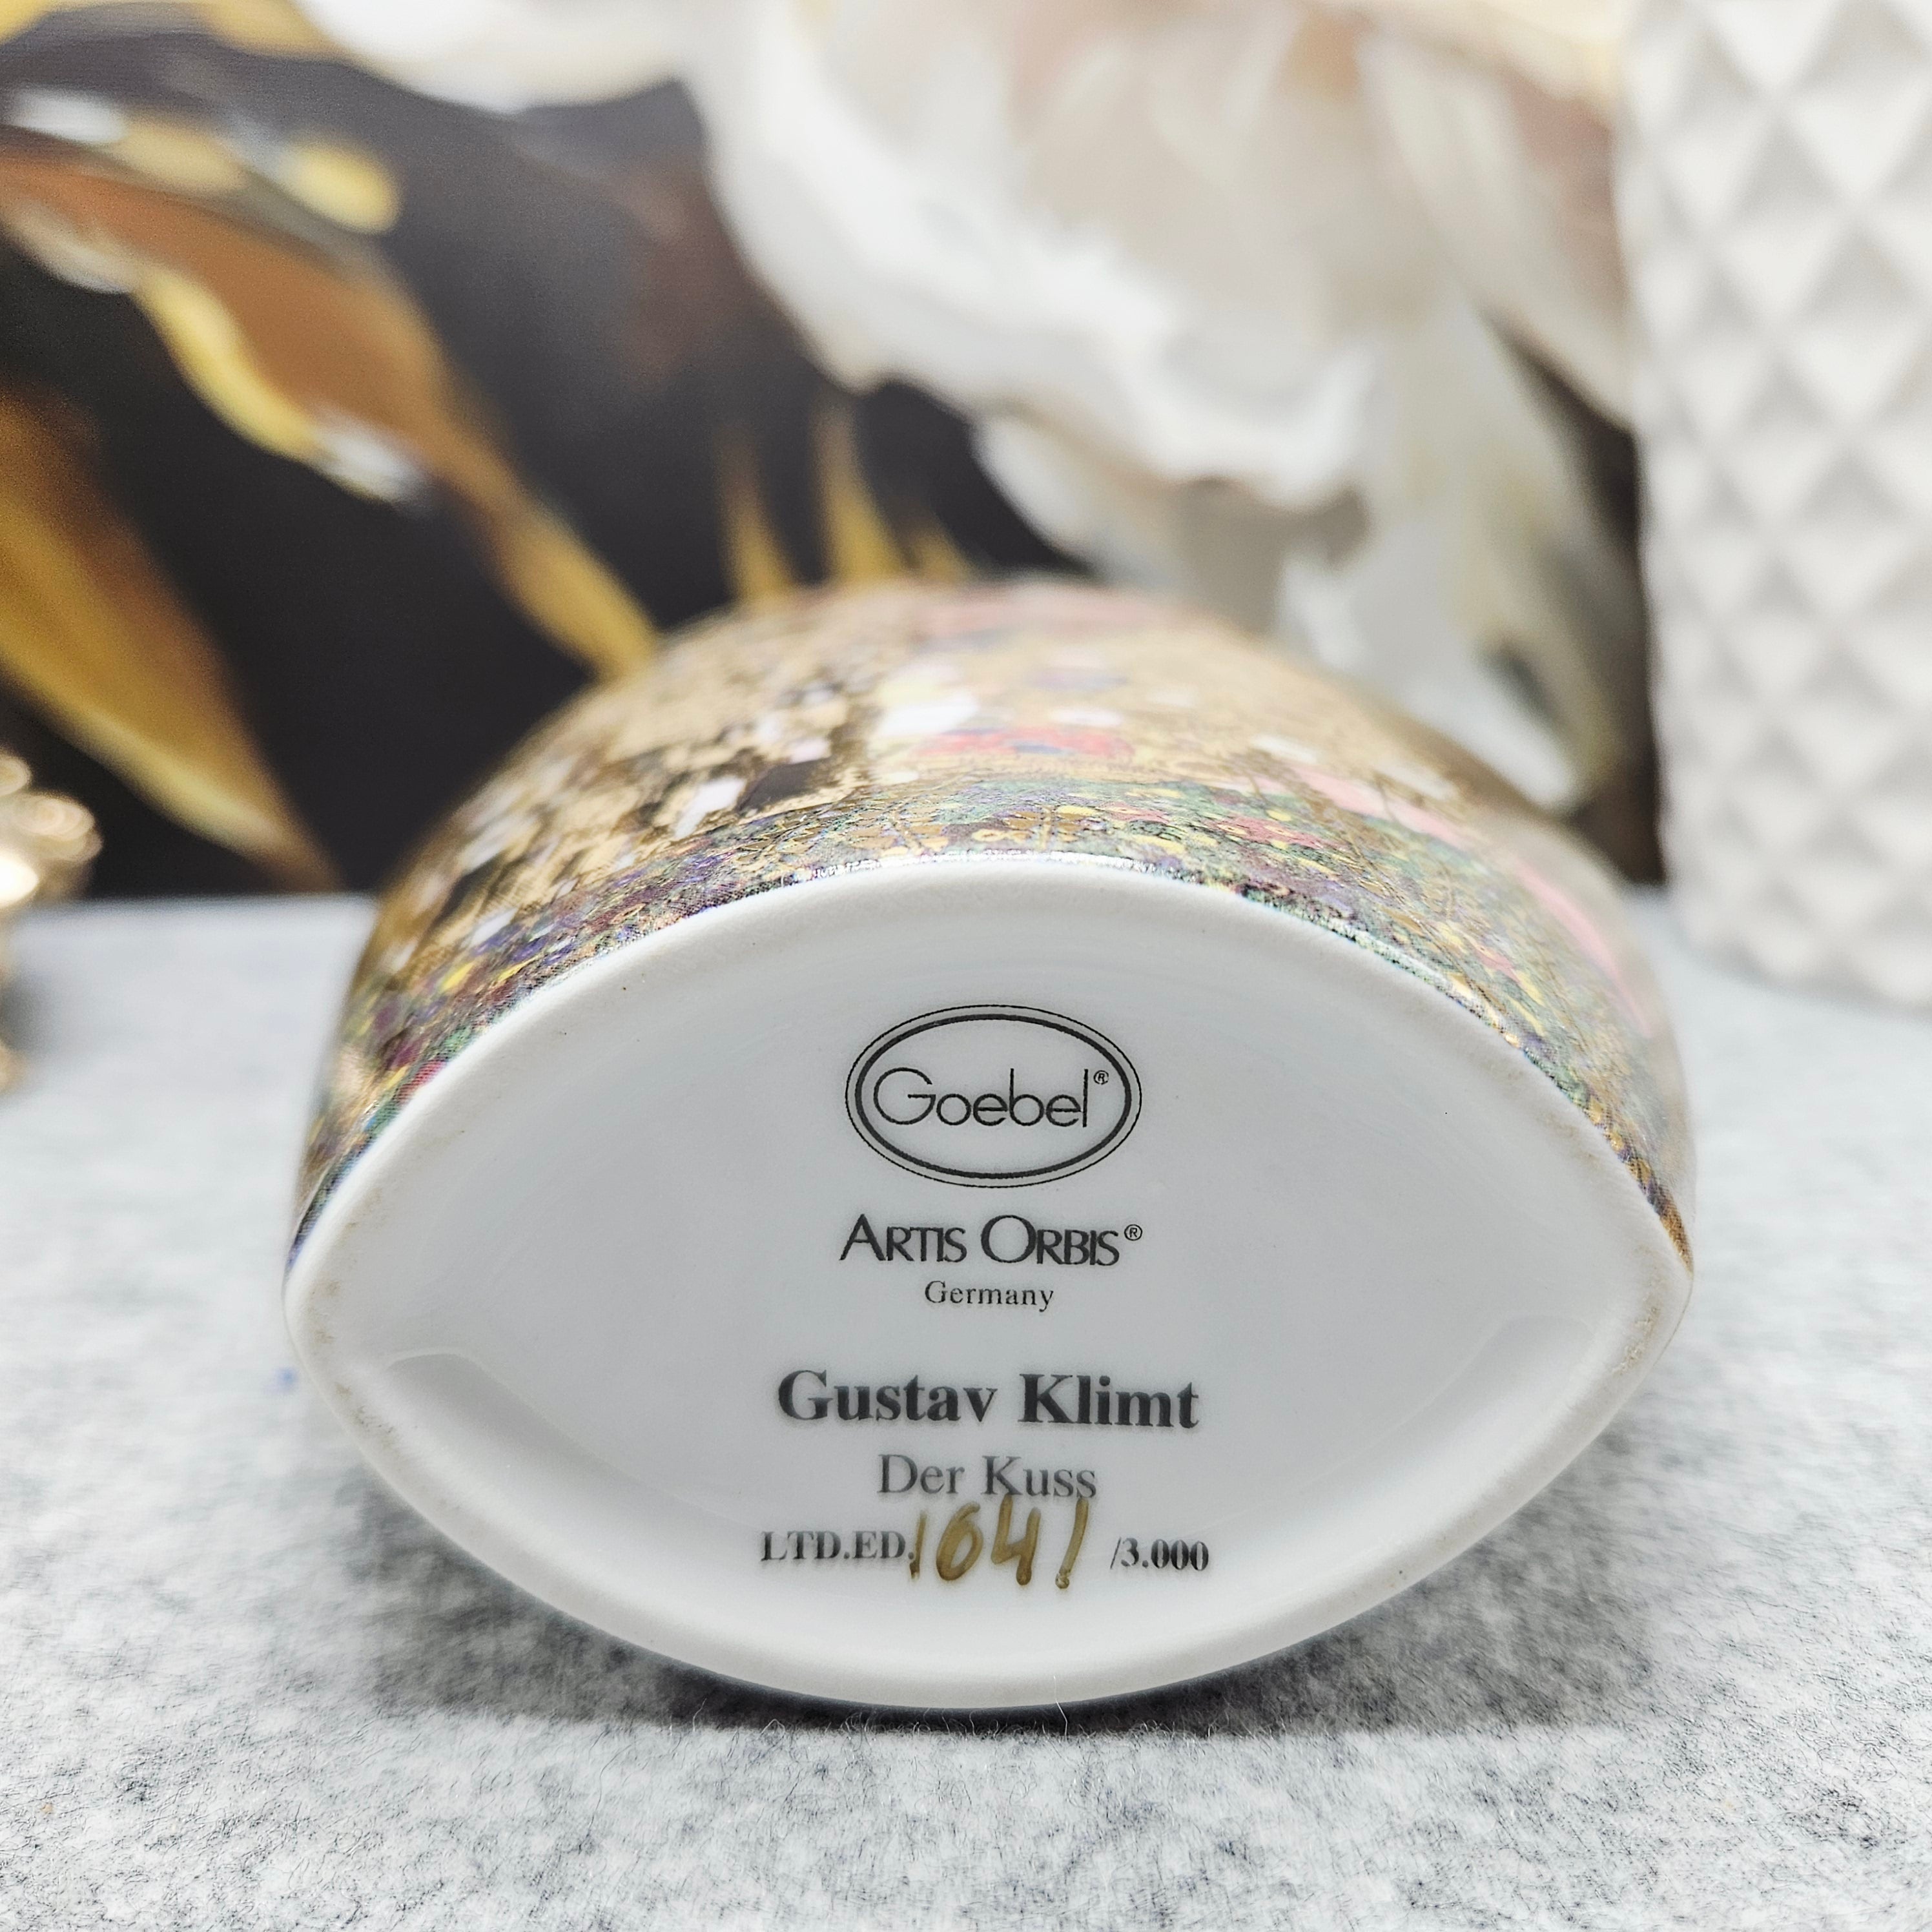 Goebel®
ARTIS ORBIS®
Germany
Gustav Klimt
Der Kuss
LTD.ED. 1041 /3.000